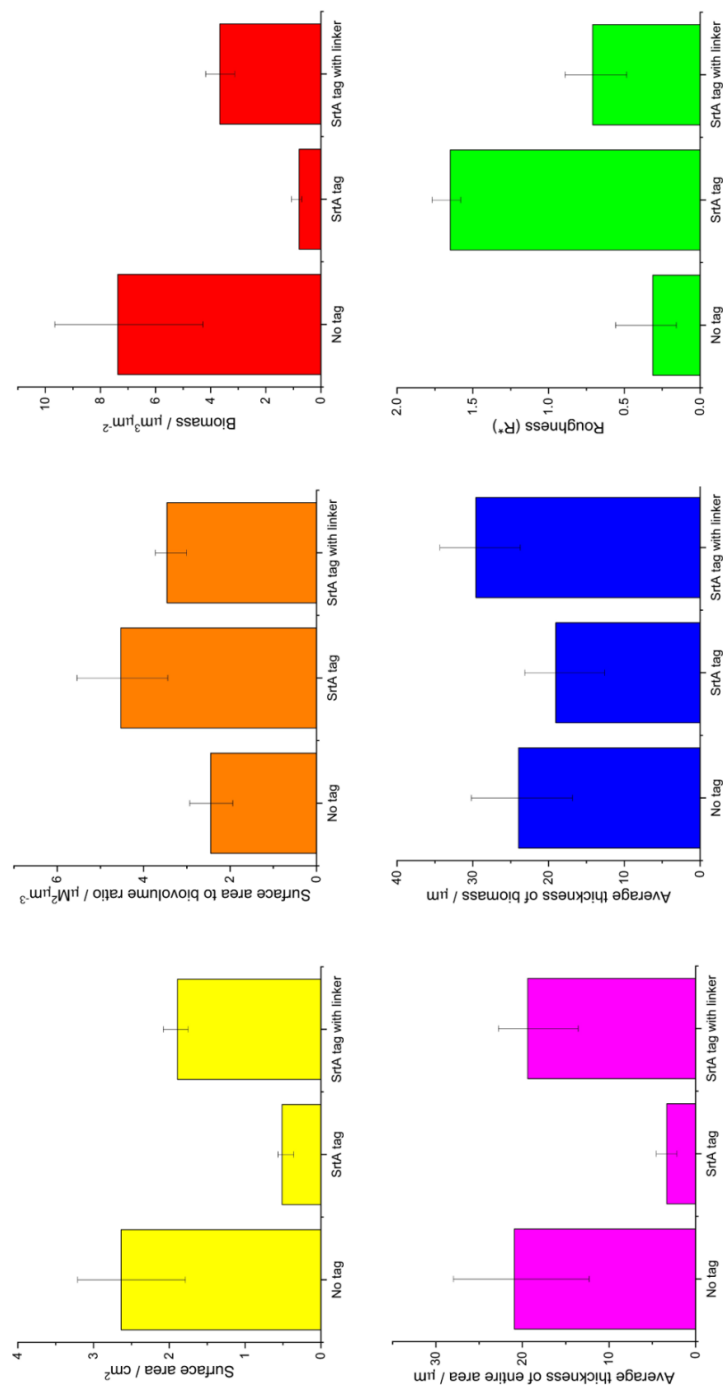 Surface area / cm²
4
3
2
1
0
No tag
SrtA tag
SrtA tag with linker
Surface area to biovolume ratio / μM²μm⁻³
6
4
2
0
No tag
SrtA tag
SrtA tag with linker
Biomass / μm³μm⁻²
10
8
6
4
2
0
No tag
SrtA tag
SrtA tag with linker
Average thickness of entire area / μm
30
20
10
0
No tag
SrtA tag
SrtA tag with linker
Average thickness of biomass / μm
40
30
20
10
0
No tag
SrtA tag
SrtA tag with linker
Roughness (R*)
2.0
1.5
1.0
0.5
0.0
No tag
SrtA tag
SrtA tag with linker